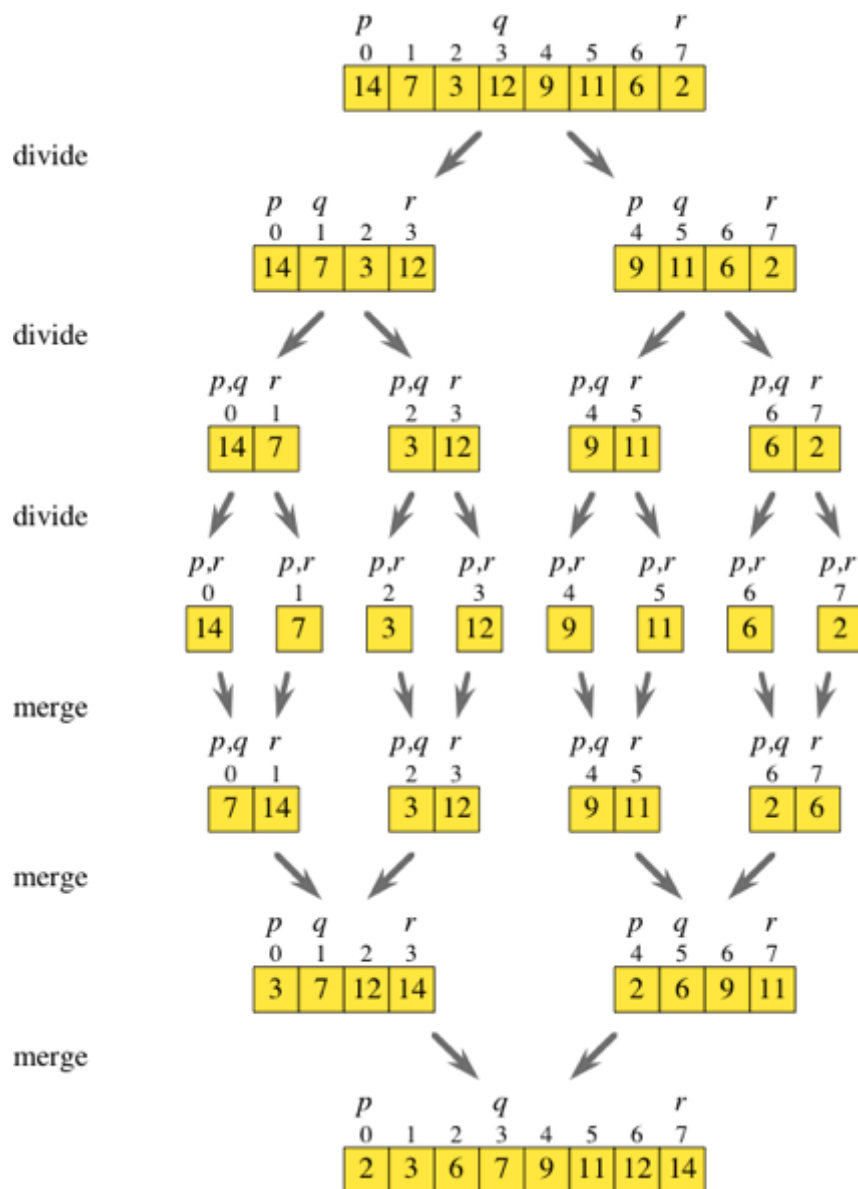 p q r
0 1 2 3 4 5 6 7
14 7 3 12 9 11 6 2
divide
p q r p q r
0 1 2 3 4 5 6 7
14 7 3 12 9 11 6 2
divide
p,q r p,q r p,q r p,q r
0 1 2 3 4 5 6 7
14 7 3 12 9 11 6 2
divide
p,r p,r p,r p,r p,r p,r p,r p,r
0 1 2 3 4 5 6 7
14 7 3 12 9 11 6 2
merge
p,q r p,q r p,q r p,q r
0 1 2 3 4 5 6 7
7 14 3 12 9 11 2 6
merge
p q r p q r
0 1 2 3 4 5 6 7
3 7 12 14 2 6 9 11
merge
p q r
0 1 2 3 4 5 6 7
2 3 6 7 9 11 12 14